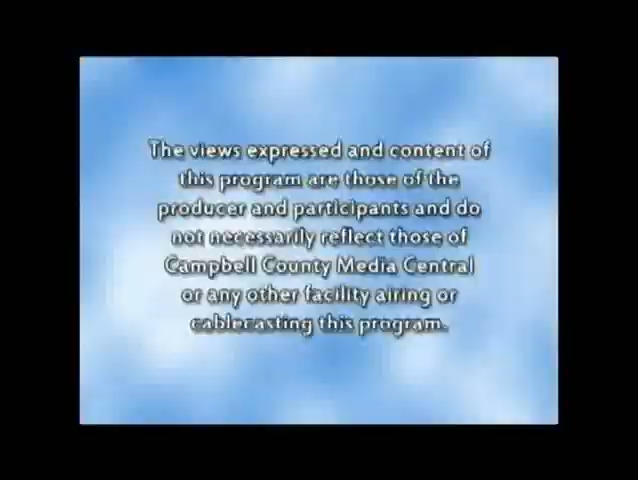 The views expressed and content of
this program are those of the
producer and participants and do
not necessarily reflect those of
Campbell County Media Central
or any other facility airing or
cablecasting this program.